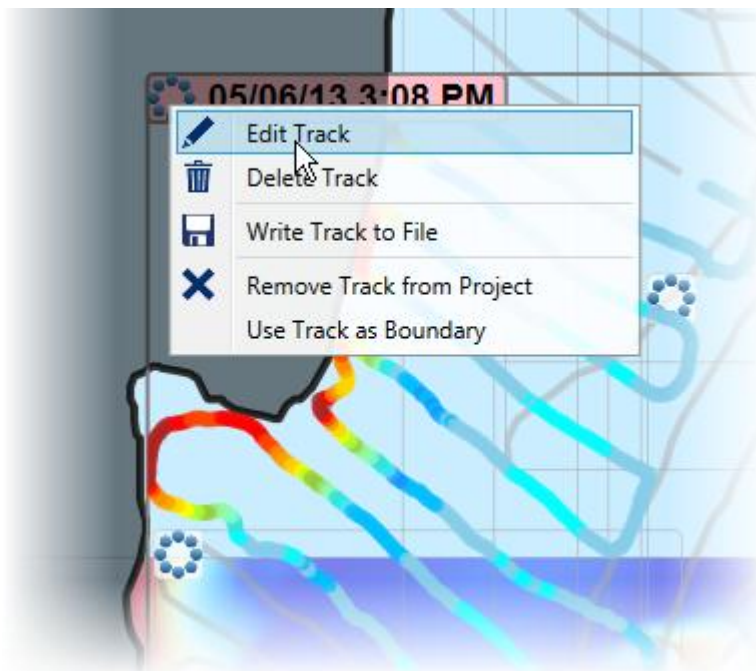 05/06/13 3:08 PM
Edit Track
Delete Track
Write Track to File
Remove Track from Project
Use Track as Boundary